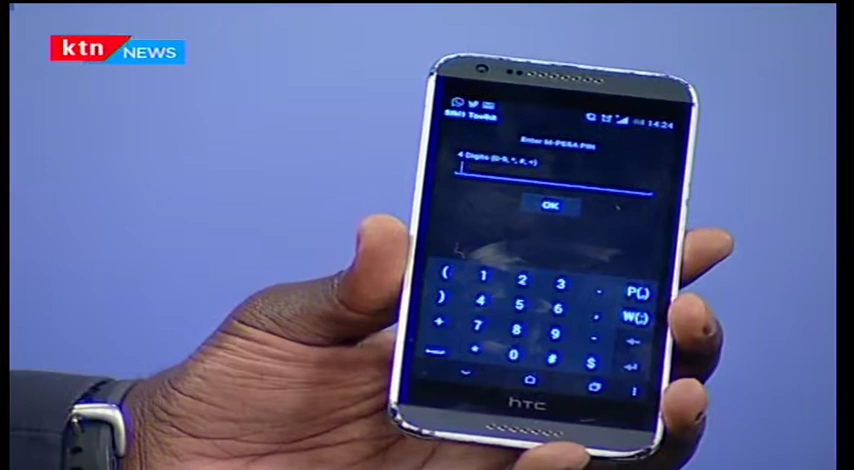 ktn NEWS
14:24
SIM1 Toolkit
Enter M-PESA PIN
4 Digits (0-9, *, #, +)
OK
( 1 2 3 - P(,)
) 4 5 6 , W(;)
+ 7 8 9 -
* 0 # $
hTC